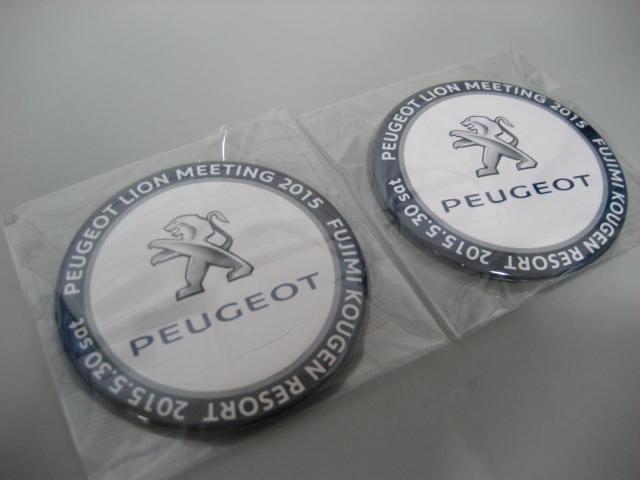 PEUGEOT LION MEETING 2015
FUJIMI KOUGEN RESORT
2015.5.30 sat
PEUGEOT
PEUGEOT LION MEETING 2015
FUJIMI KOUGEN RESORT
2015.5.30 sat
PEUGEOT